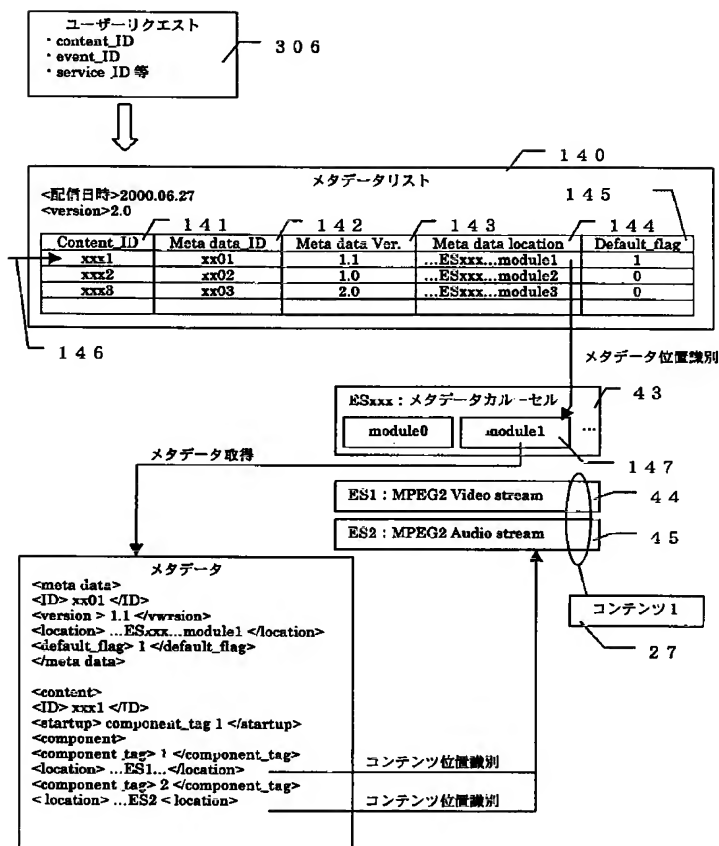 ユーザーリクエスト
・content_ID
・event_ID
・service_ID 等
306
140
メタデータリスト
<配信日時>2000.06.27
<version>2.0
141 142 143 144 145
Content_ID Meta data_ID Meta data Ver. Meta data location Default_flag
xxx1 xx01 1.1 ...ESxxx...module1 1
xxx2 xx02 1.0 ...ESxxx...module2 0
xxx3 xx03 2.0 ...ESxxx...module3 0
146
メタデータ位置識別
ESxxx:メタデータカルーセル
43
module0 module1 ...
147
メタデータ取得
ES1:MPEG2 Video stream
44
ES2:MPEG2 Audio stream
45
コンテンツ1
27
メタデータ
<meta data>
<ID> xx01 </ID>
<version > 1.1 </vwrsion>
<location> ...ESxxx...module1 </location>
<default_flag> 1 </default_flag>
</meta data>
<content>
<ID> xxx1 </ID>
<startup> component_tag 1 </startup>
<component>
<component_tag> 1 </component_tag>
<location> ...ES1... </location>
コンテンツ位置識別
<component_tag> 2 </component_tag>
< location> ...ES2 < location>
コンテンツ位置識別